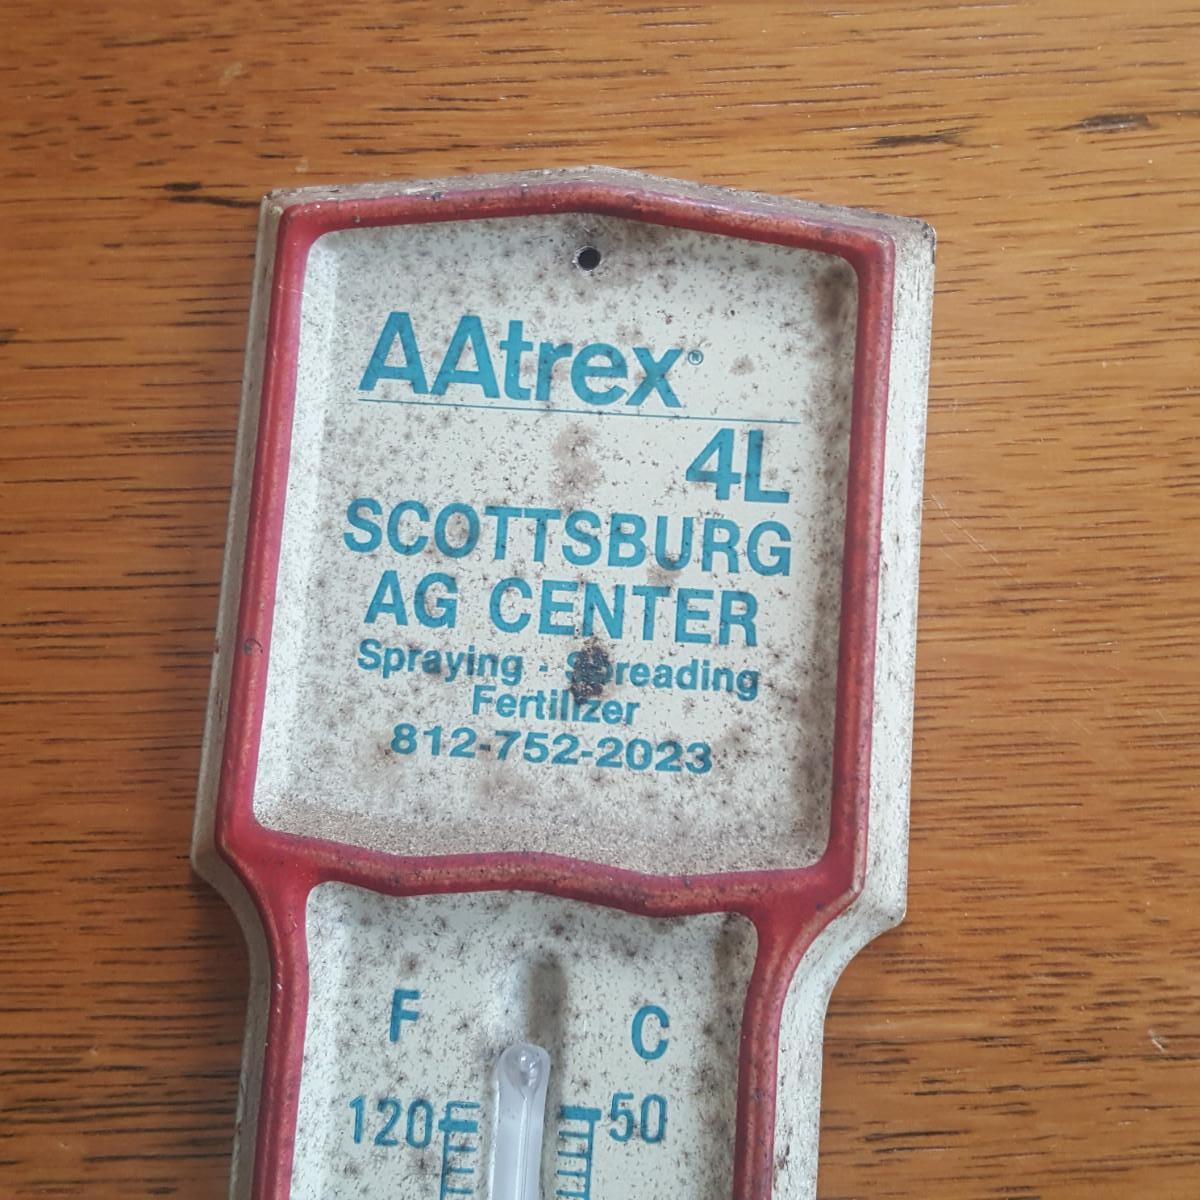 AAtrex®
4L
SCOTTSBURG
AG CENTER
Spraying - Spreading
Fertilizer
812-752-2023
F C
120 50